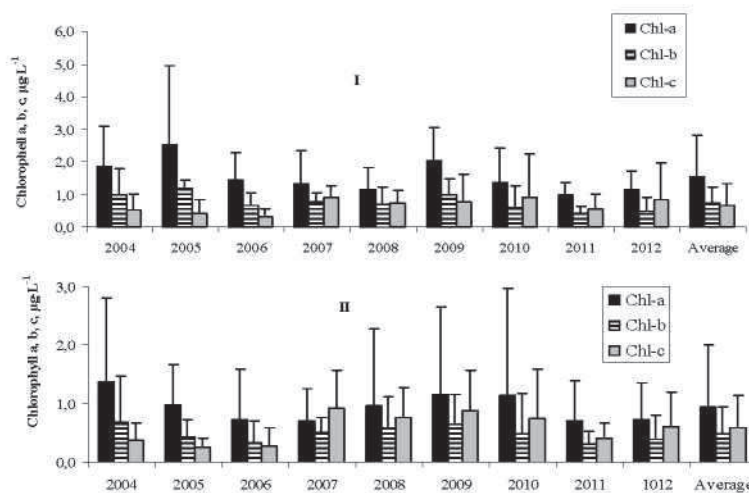 Chlorophell a, b, c, µg·L⁻¹
6,0
5,0
4,0
3,0
2,0
1,0
0,0
I
Chl-a
Chl-b
Chl-c
2004 2005 2006 2007 2008 2009 2010 2011 2012 Average
Chlorophyll a, b, c, µg·L⁻¹
3,0
2,0
1,0
0,0
II
Chl-a
Chl-b
Chl-c
2004 2005 2006 2007 2008 2009 2010 2011 1012 Average